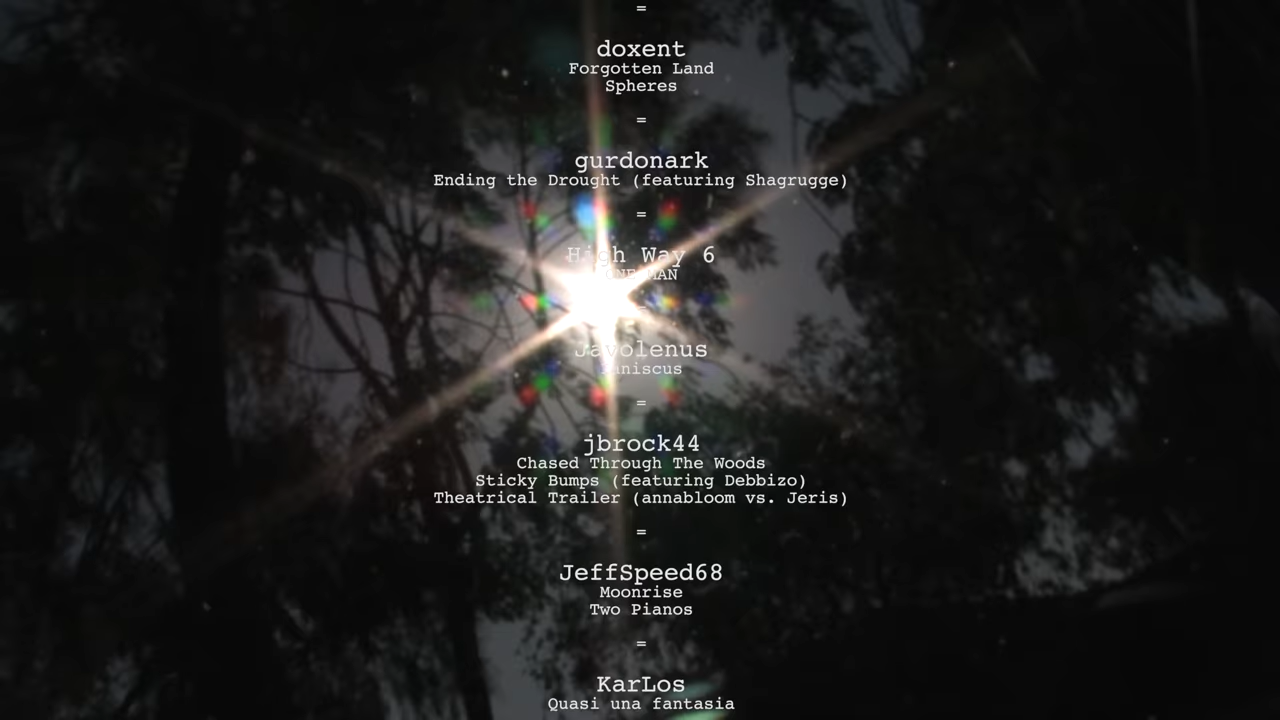 =
doxent
Forgotten Land
Spheres
=
gurdonark
Ending the Drought (featuring Shagrugge)
=
High Way 6
MAN
Javolenus
=
jbrock44
Chased Through The Woods
Sticky Bumps (featuring Debbizo)
Theatrical Trailer (annabloom vs. Jeris)
=
JeffSpeed68
Moonrise
Two Pianos
=
KarLos
Quasi una fantasia